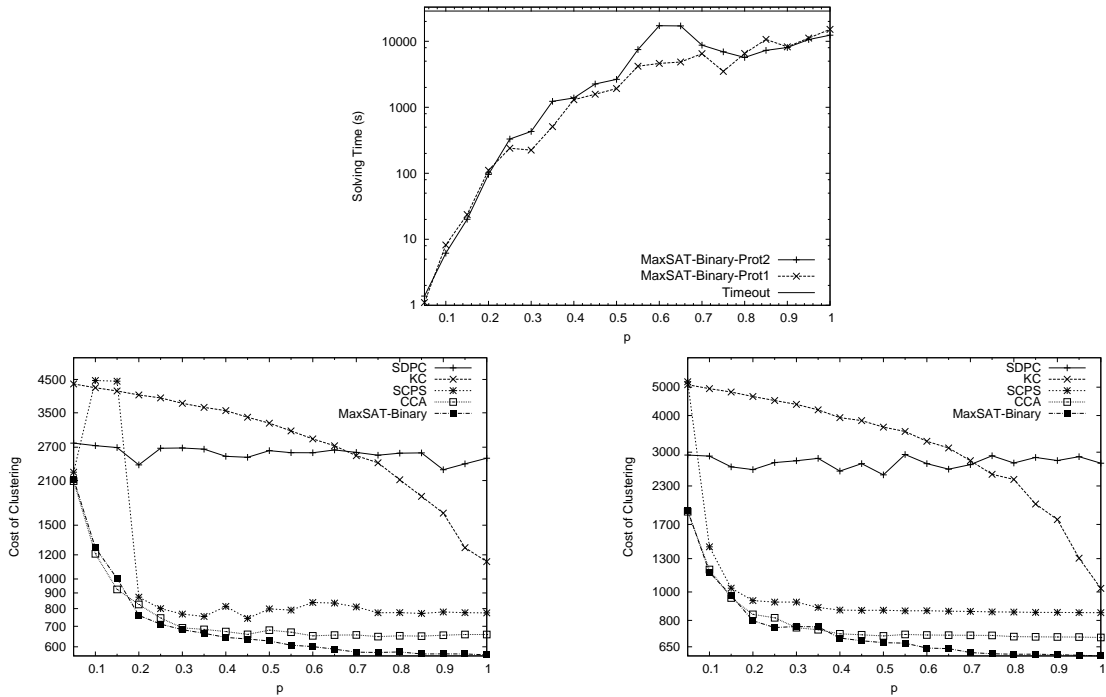 10000
1000
100
10
1
Solving Time (s)
MaxSAT-Binary-Prot2
MaxSAT-Binary-Prot1
Timeout
0.1 0.2 0.3 0.4 0.5 0.6 0.7 0.8 0.9 1
p
4500
3500
2700
2100
1500
1200
1000
900
800
700
600
Cost of Clustering
SDPC
KC
SCPS
CCA
MaxSAT-Binary
0.1 0.2 0.3 0.4 0.5 0.6 0.7 0.8 0.9 1
p
5000
4000
3000
2300
1700
1300
1000
800
650
Cost of Clustering
SDPC
KC
SCPS
CCA
MaxSAT-Binary
0.1 0.2 0.3 0.4 0.5 0.6 0.7 0.8 0.9 1
p